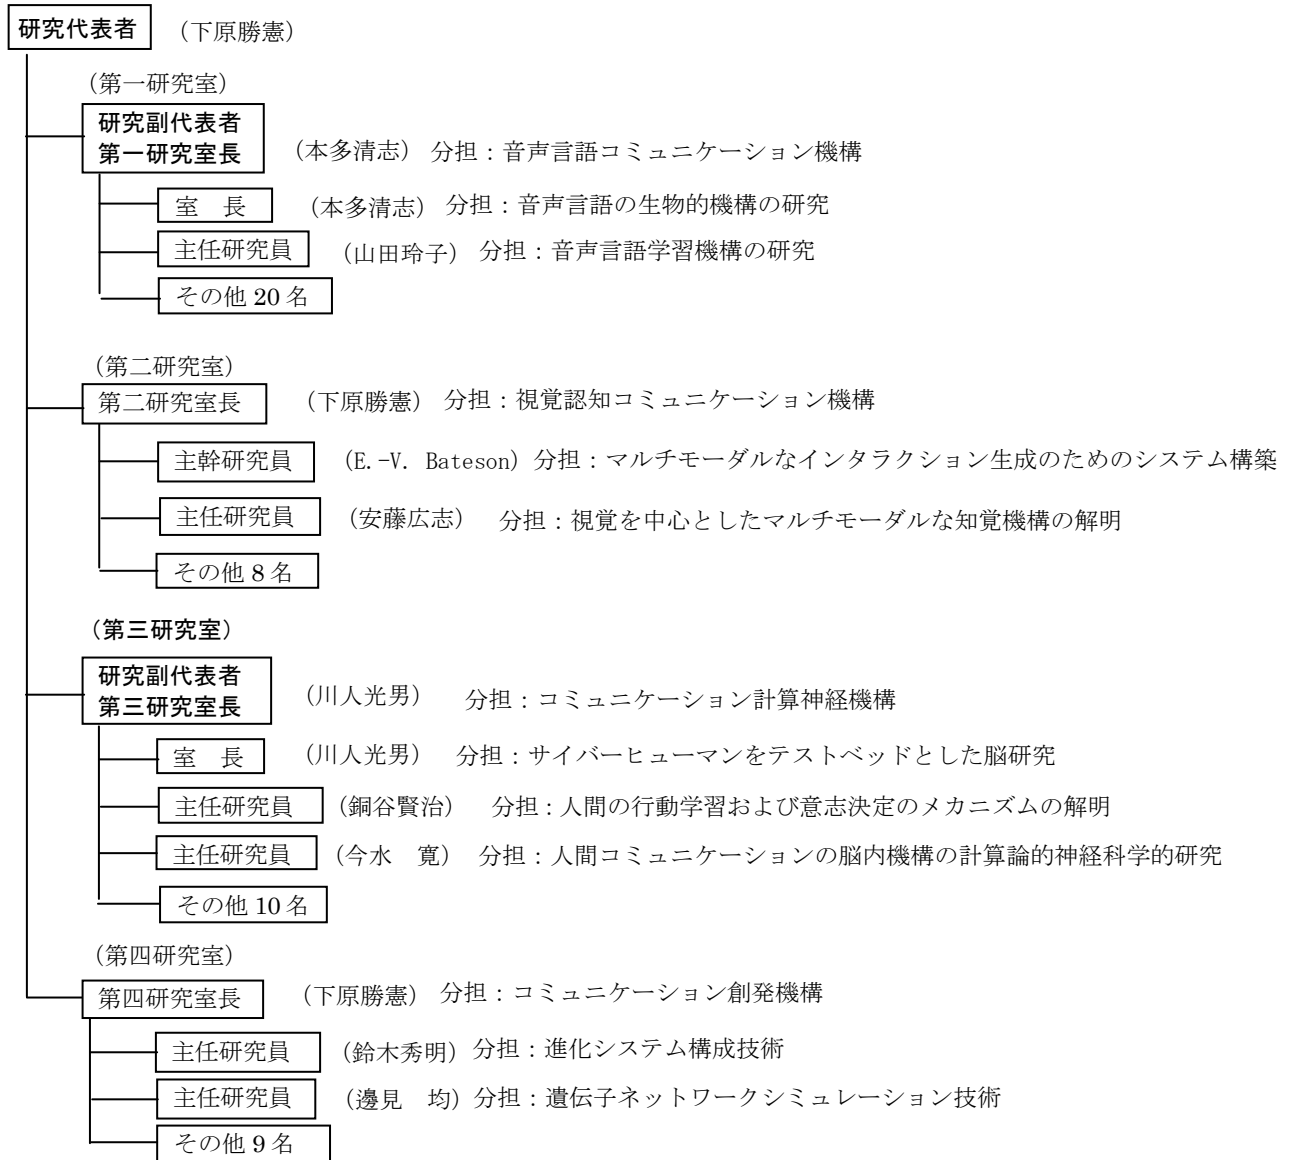 研究代表者 (下原勝憲)
(第一研究室)
研究副代表者
第一研究室長 (本多清志) 分担：音声言語コミュニケーション機構
室　長 (本多清志) 分担：音声言語の生物的機構の研究
主任研究員 (山田玲子) 分担：音声言語学習機構の研究
その他 20 名
(第二研究室)
第二研究室長 (下原勝憲) 分担：視覚認知コミュニケーション機構
主幹研究員 (E.-V. Bateson) 分担：マルチモーダルなインタラクション生成のためのシステム構築
主任研究員 (安藤広志) 分担：視覚を中心としたマルチモーダルな知覚機構の解明
その他 8 名
(第三研究室)
研究副代表者
第三研究室長 (川人光男) 分担：コミュニケーション計算神経機構
室　長 (川人光男) 分担：サイバーヒューマンをテストベッドとした脳研究
主任研究員 (銅谷賢治) 分担：人間の行動学習および意志決定のメカニズムの解明
主任研究員 (今水　寛) 分担：人間コミュニケーションの脳内機構の計算論的神経科学的研究
その他 10 名
(第四研究室)
第四研究室長 (下原勝憲) 分担：コミュニケーション創発機構
主任研究員 (鈴木秀明) 分担：進化システム構成技術
主任研究員 (邊見　均) 分担：遺伝子ネットワークシミュレーション技術
その他 9 名